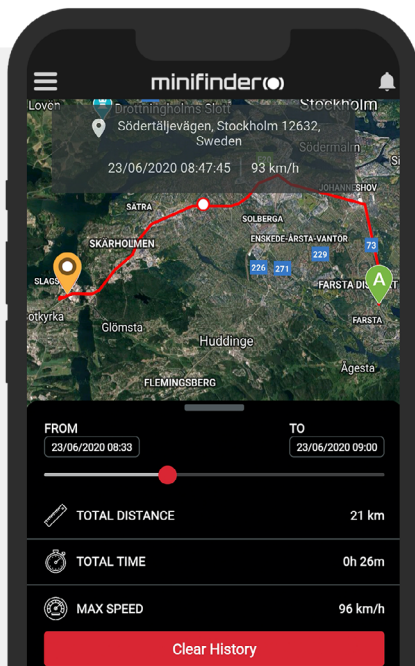 minifinder
Loven
Drottningholms Slott
Stockholm
Södertäljevägen, Stockholm 12632,
Sweden
Södermalm
23/06/2020 08:47:45
93 km/h
JOHANNESHOV
SÄTRA
SOLBERGA
SKÄRHOLMEN
ENSKEDE-ÅRSTA-VANTÖR
73
229
226
271
FARSTA
A
FARSTA
Glömsta
Huddinge
Ågesta
FLEMINGSBERG
FROM
TO
23/06/2020 08:33
23/06/2020 09:00
TOTAL DISTANCE
21 km
TOTAL TIME
0h 26m
MAX SPEED
96 km/h
Clear History